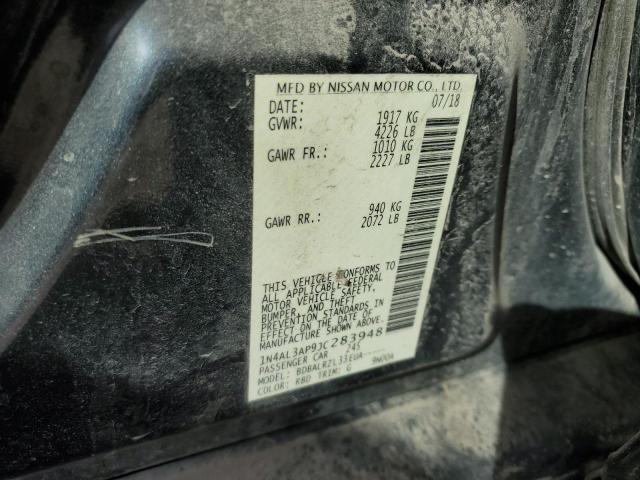 MFD BY NISSAN MOTOR CO., LTD.
DATE: 07/18
GVWR: 1917 KG
4226 LB
GAWR FR.: 1010 KG
2227 LB
GAWR RR.: 940 KG
2072 LB
THIS VEHICLE CONFORMS TO
ALL APPLICABLE FEDERAL
MOTOR VEHICLE SAFETY,
BUMPER, AND THEFT
PREVENTION STANDARDS IN
EFFECT ON THE DATE OF
MANUFACTURE SHOWN ABOVE.
1N4AL3AP9JC283948
PASSENGER CAR 745
MODEL: BDBALRZL33EUA-----
COLOR: RBD TRIM: G 9N00A